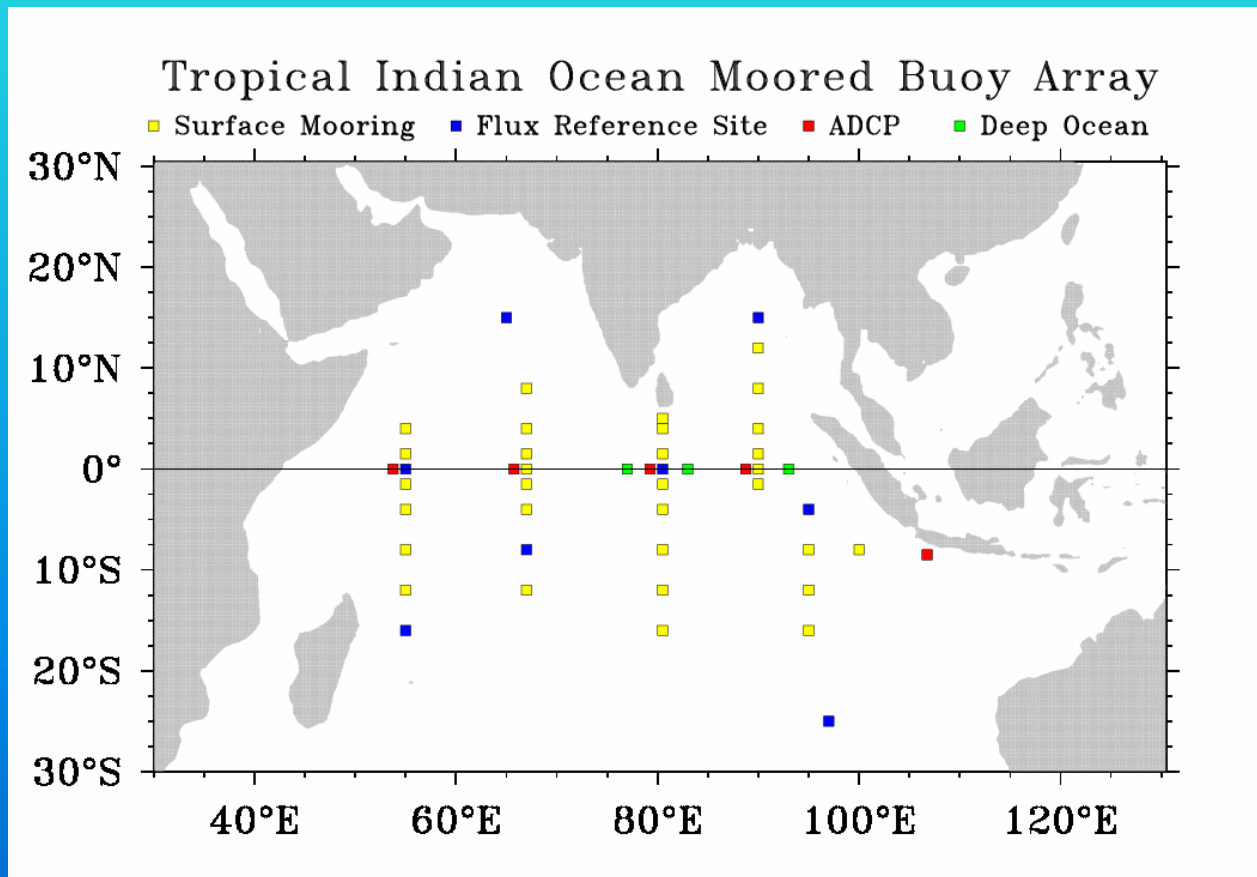 Tropical Indian Ocean Moored Buoy Array
Surface Mooring Flux Reference Site ADCP Deep Ocean
30°N
20°N
10°N
0°
10°S
20°S
30°S
40°E 60°E 80°E 100°E 120°E